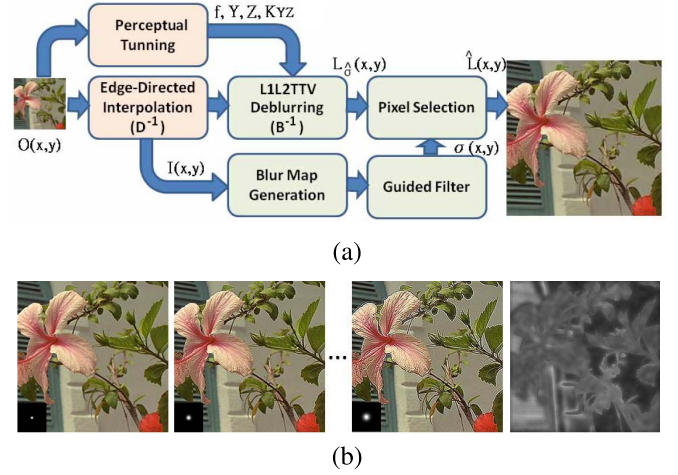 f, Y, Z, KYZ
Perceptual
Tunning
O(x,y)
Edge-Directed
Interpolation
(D⁻¹)
L1L2TTV
Deblurring
(B⁻¹)
L_σ̂(x,y)
Pixel Selection
L̂(x,y)
I(x,y)
Blur Map
Generation
Guided Filter
σ(x,y)
(a)
...
(b)